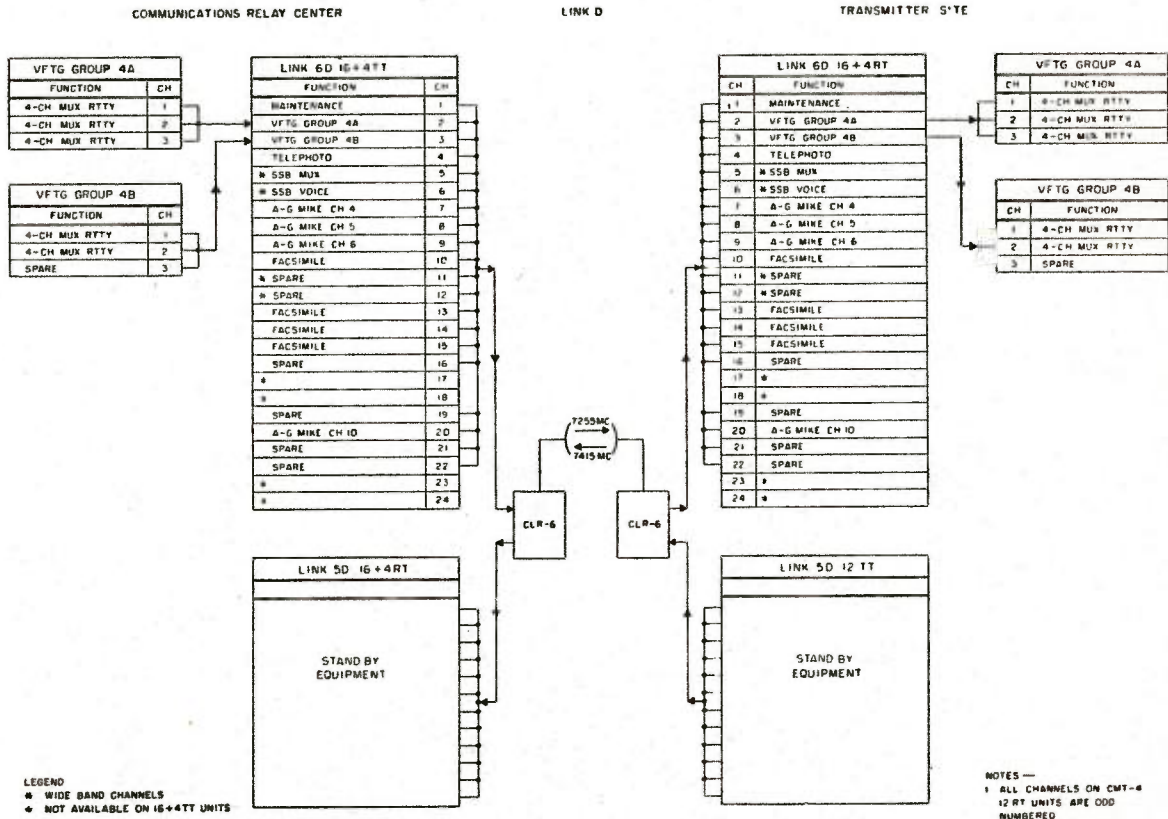 COMMUNICATIONS RELAY CENTER
LINK D
TRANSMITTER SITE
VFTG GROUP 4A
FUNCTION CH
4-CH MUX RTTY 1
4-CH MUX RTTY 2
4-CH MUX RTTY 3
VFTG GROUP 4B
FUNCTION CH
4-CH MUX RTTY 1
4-CH MUX RTTY 2
SPARE 3
LINK 6D 16+4TT
FUNCTION CH
MAINTENANCE 1
VFTG GROUP 4A 2
VFTG GROUP 4B 3
TELEPHOTO 4
* SSB MUX 5
* SSB VOICE 6
A-G MIKE CH 4 7
A-G MIKE CH 5 8
A-G MIKE CH 6 9
FACSIMILE 10
* SPARE 11
* SPARE 12
FACSIMILE 13
FACSIMILE 14
FACSIMILE 15
SPARE 16
* 17
* 18
SPARE 19
A-G MIKE CH 10 20
SPARE 21
SPARE 22
* 23
* 24
LINK 6D 16+4RT
CH FUNCTION
1 MAINTENANCE
2 VFTG GROUP 4A
3 VFTG GROUP 4B
4 TELEPHOTO
5 * SSB MUX
6 * SSB VOICE
7 A-G MIKE CH 4
8 A-G MIKE CH 5
9 A-G MIKE CH 6
10 FACSIMILE
11 * SPARE
12 * SPARE
13 FACSIMILE
14 FACSIMILE
15 FACSIMILE
16 SPARE
17 *
18 *
19 SPARE
20 A-G MIKE CH 10
21 SPARE
22 SPARE
23 *
24 *
VFTG GROUP 4A
CH FUNCTION
1 4-CH MUX RTTY
2 4-CH MUX RTTY
3 4-CH MUX RTTY
VFTG GROUP 4B
CH FUNCTION
1 4-CH MUX RTTY
2 4-CH MUX RTTY
3 SPARE
7255MC
7415MC
CLR-6
CLR-6
LINK 5D 16+4RT
STAND BY
EQUIPMENT
LINK 5D 12 TT
STAND BY
EQUIPMENT
LEGEND
* WIDE BAND CHANNELS
* NOT AVAILABLE ON 16+4TT UNITS
NOTES —
1 ALL CHANNELS ON CMT-4
12 RT UNITS ARE ODD
NUMBERED